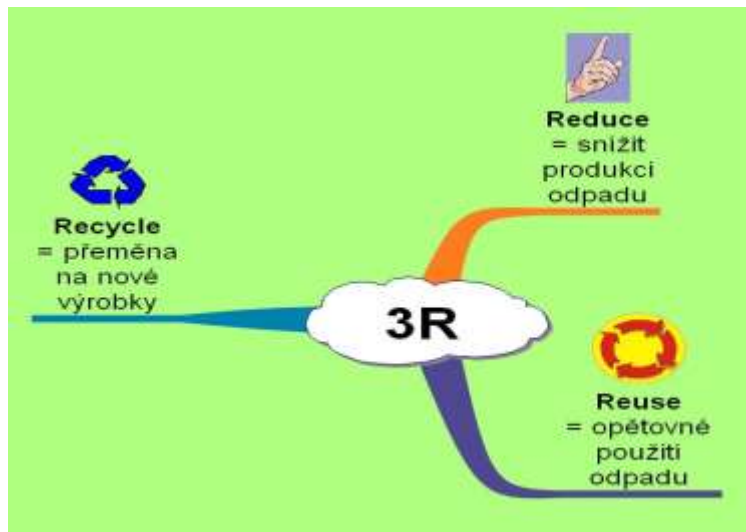 Reduce
= snížit
produkci
odpadu
Recycle
= přeměna
na nové
výrobky
3R
Reuse
= opětovné
použití
odpadu